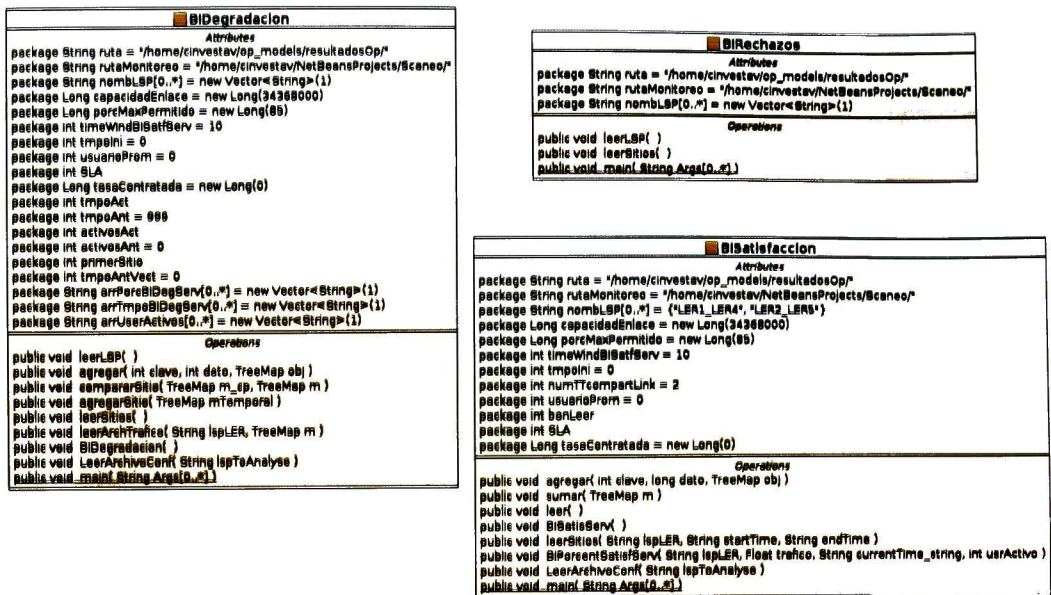 BIDegradacion
Attributes
package String ruta = "/home/cinvestav/op_models/resultadosOp/"
package String rutaMonitoreo = "/home/cinvestav/NetBeansProjects/Scaneo/"
package String nombLSP[0..*] = new Vector<String>(1)
package Long capacidadEnlace = new Long(34368000)
package Long porcMaxPermitido = new Long(85)
package int timeWindBISatfServ = 10
package int tmpoIni = 0
package int usuarioProm = 0
package int SLA
package Long tasaContratada = new Long(0)
package int tmpoAct
package int tmpoAnt = 999
package int activosAct
package int activosAnt = 0
package int primerSitio
package int tmpoAntVect = 0
package String arrPorcBIDegServ[0..*] = new Vector<String>(1)
package String arrTmpoBIDegServ[0..*] = new Vector<String>(1)
package String arrUserActivos[0..*] = new Vector<String>(1)
Operations
public void leerLSP( )
public void agregar( int clave, int dato, TreeMap obj )
public void compararSitio( TreeMap m_cp, TreeMap m )
public void agregarSitio( TreeMap mTemporal )
public void leerSitios( )
public void leerArchTrafico( String lspLER, TreeMap m )
public void BIDegradacion( )
public void LeerArchivoConf( String lspToAnalyse )
public void main( String Args[0..*] )
BIRechazos
Attributes
package String ruta = "/home/cinvestav/op_models/resultadosOp/"
package String rutaMonitoreo = "/home/cinvestav/NetBeansProjects/Scaneo/"
package String nombLSP[0..*] = new Vector<String>(1)
Operations
public void leerLSP( )
public void leerSitios( )
public void main( String Args[0..*] )
BISatisfaccion
Attributes
package String ruta = "/home/cinvestav/op_models/resultadosOp/"
package String rutaMonitoreo = "/home/cinvestav/NetBeansProjects/Scaneo/"
package String nombLSP[0..*] = {"LER1_LER4", "LER2_LER5"}
package Long capacidadEnlace = new Long(34368000)
package Long porcMaxPermitido = new Long(85)
package int timeWindBISatfServ = 10
package int tmpoIni = 0
package int numTTcompartLink = 2
package int usuarioProm = 0
package int banLeer
package int SLA
package Long tasaContratada = new Long(0)
Operations
public void agregar( int clave, long dato, TreeMap obj )
public void sumar( TreeMap m )
public void leer( )
public void BISatisServ( )
public void leerSitios( String lspLER, String startTime, String endTime )
public void BIPorcentSatisfServ( String lspLER, Float trafico, String currentTime_string, int usrActivo )
public void LeerArchivoConf( String lspToAnalyse )
public void main( String Args[0..*] )